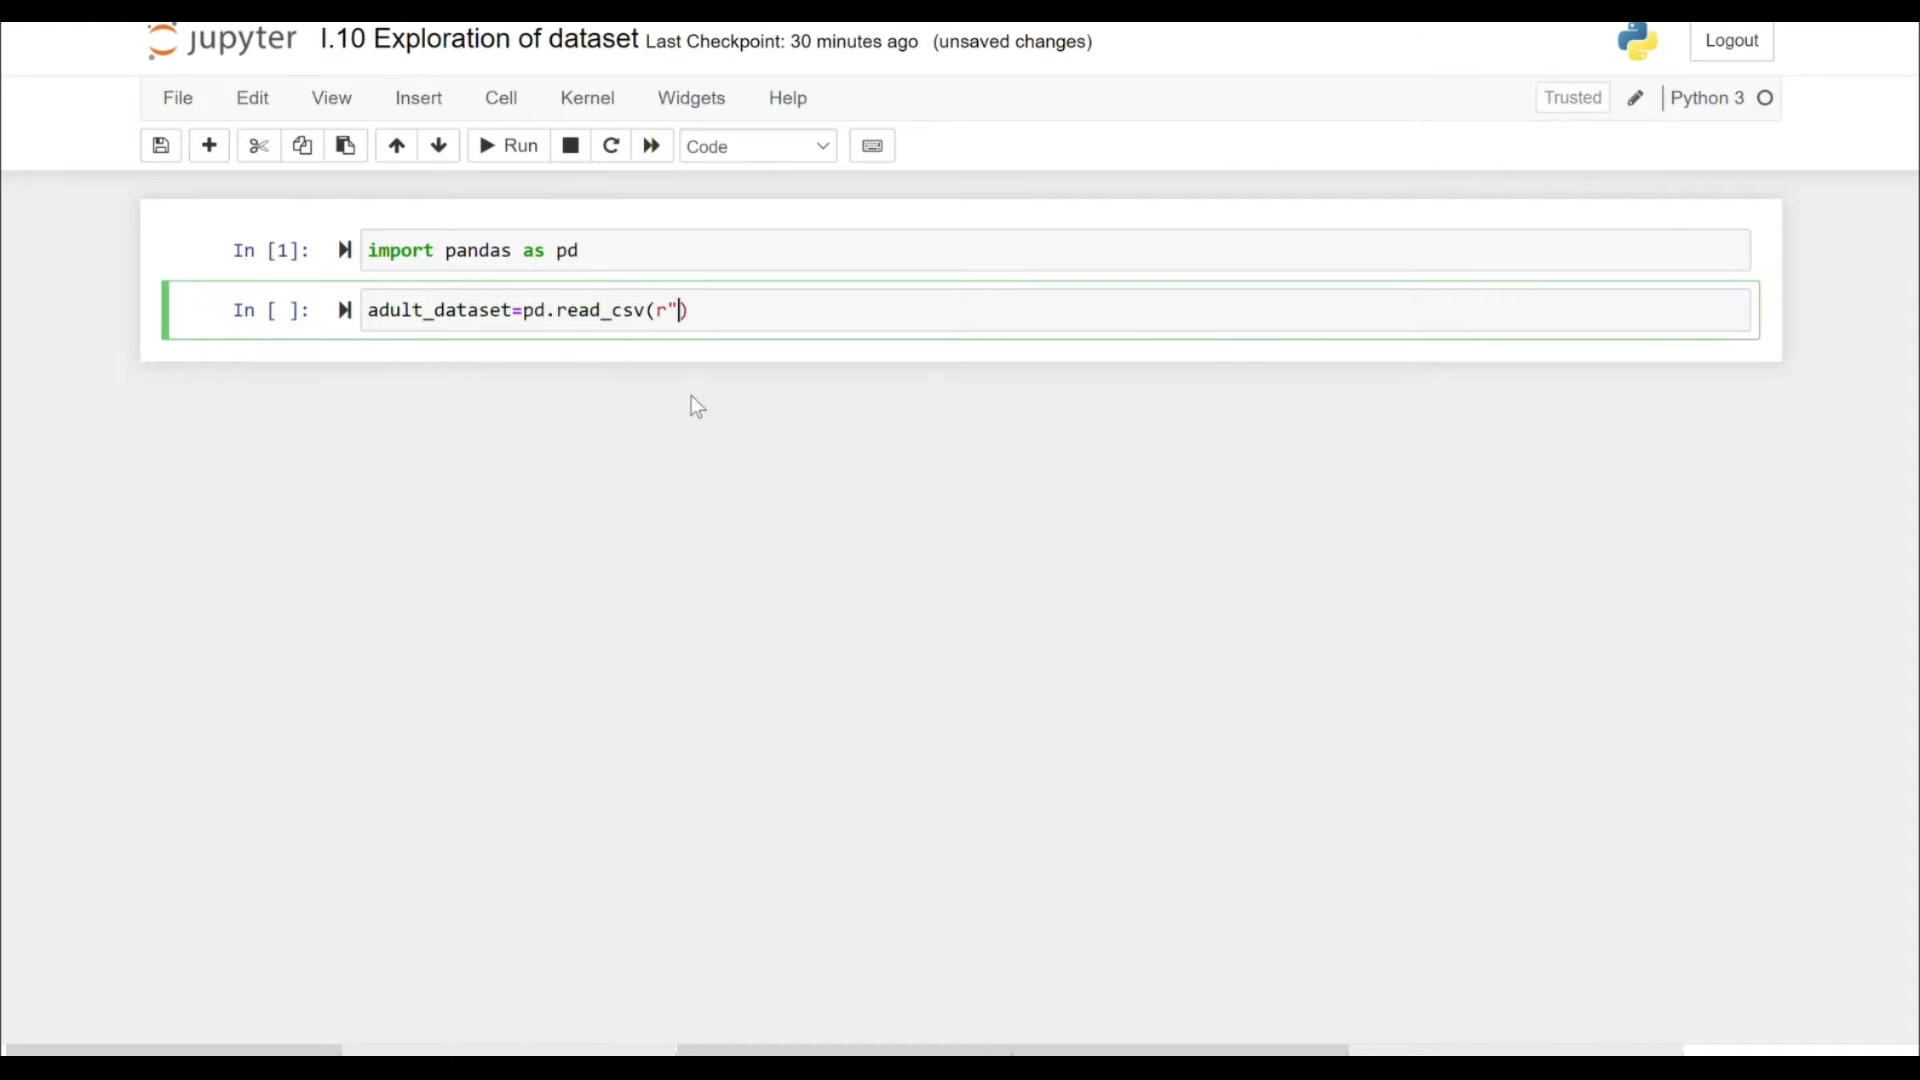 jupyter I.10 Exploration of dataset Last Checkpoint: 30 minutes ago (unsaved changes) Logout
File Edit View Insert Cell Kernel Widgets Help Trusted Python 3
Run Code
In [1]: import pandas as pd
In [ ]: adult_dataset=pd.read_csv(r")